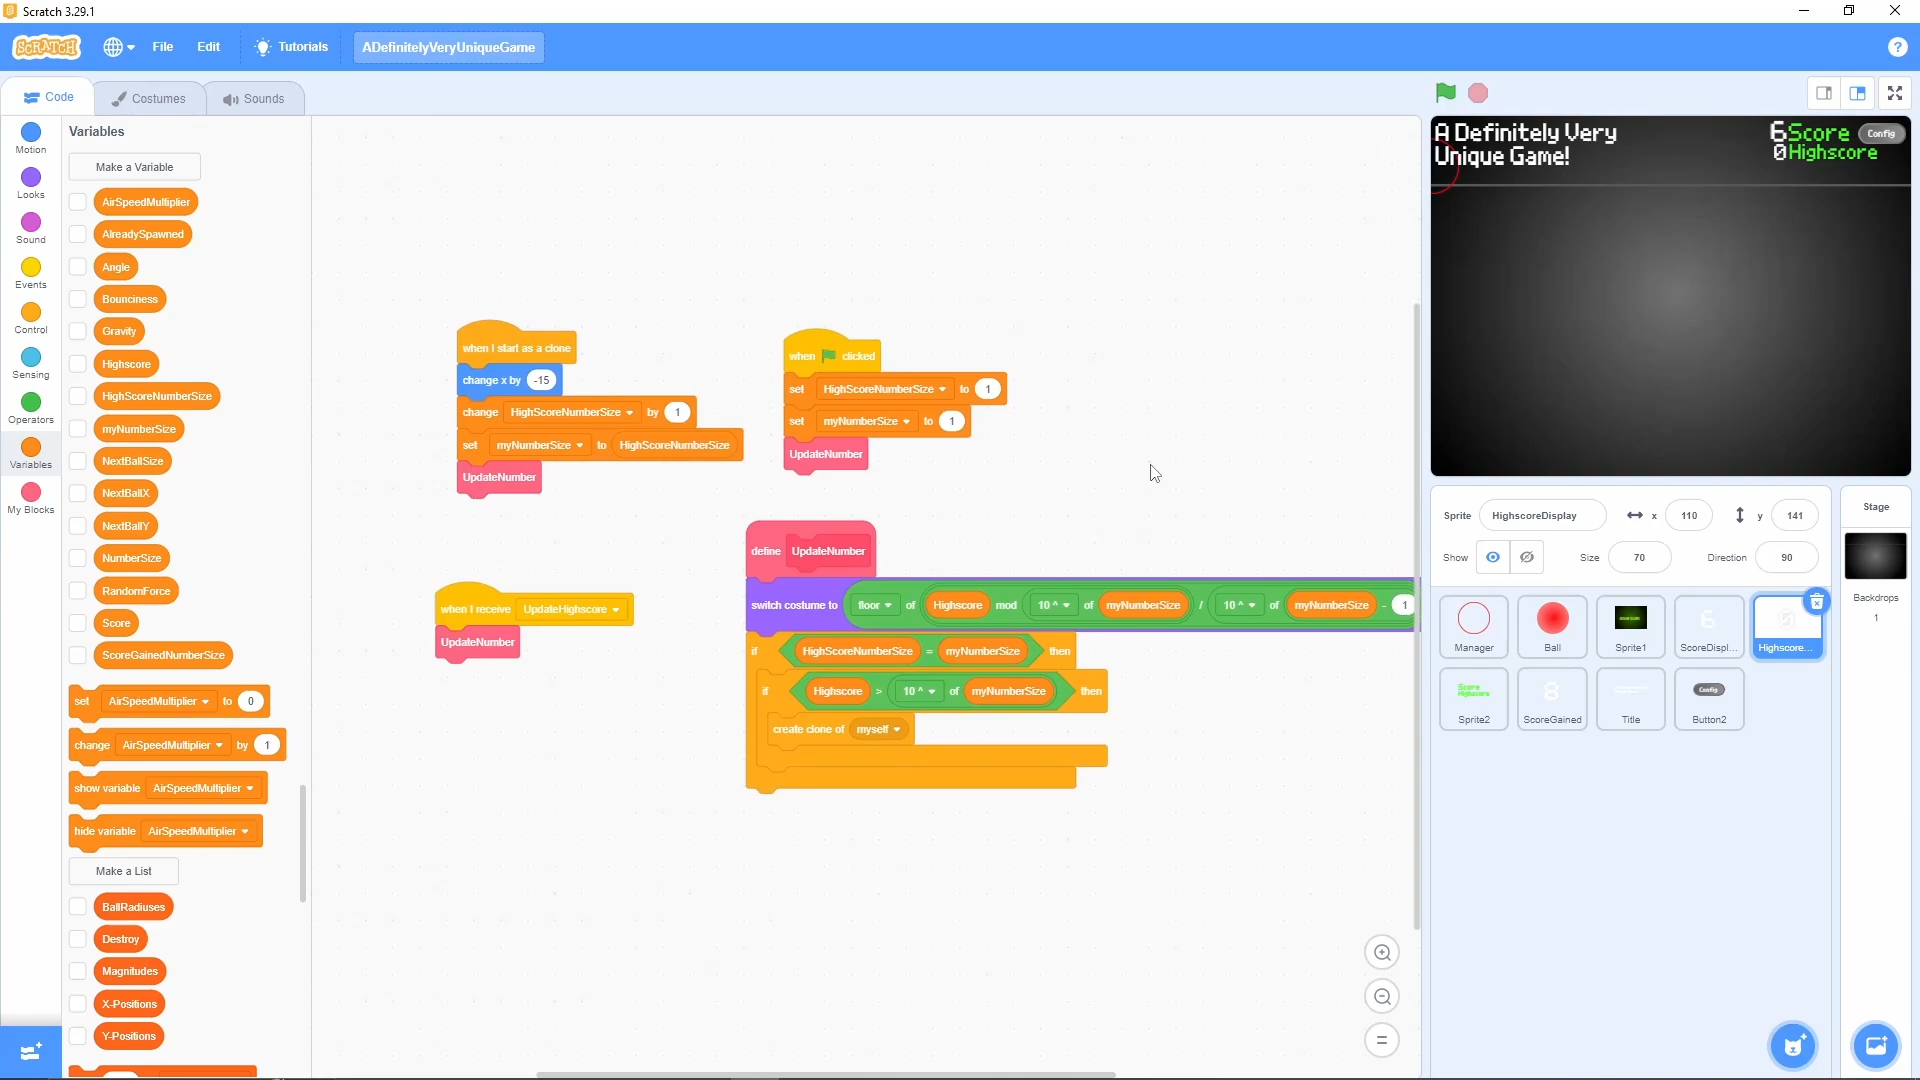 Scratch 3.29.1
SCRATCH
File
Edit
Tutorials
ADefinitelyVeryUniqueGame
?
Code
Costumes
Sounds
Motion
Looks
Sound
Events
Control
Sensing
Operators
Variables
My Blocks
Variables
Make a Variable
AirSpeedMultiplier
AlreadySpawned
Angle
Bounciness
Gravity
Highscore
HighScoreNumberSize
myNumberSize
NextBallSize
NextBallX
NextBallY
NumberSize
RandomForce
Score
ScoreGainedNumberSize
set AirSpeedMultiplier to 0
change AirSpeedMultiplier by 1
show variable AirSpeedMultiplier
hide variable AirSpeedMultiplier
Make a List
BallRadiuses
Destroy
Magnitudes
X-Positions
Y-Positions
when I start as a clone
change x by -15
change HighScoreNumberSize by 1
set myNumberSize to HighScoreNumberSize
UpdateNumber
when clicked
set HighScoreNumberSize to 1
set myNumberSize to 1
UpdateNumber
when I receive UpdateHighscore
UpdateNumber
define UpdateNumber
switch costume to floor of Highscore mod 10 ^ of myNumberSize / 10 ^ of myNumberSize - 1
if HighScoreNumberSize = myNumberSize then
if Highscore > 10 ^ of myNumberSize then
create clone of myself
A Definitely Very
Unique Game!
6 Score
0 Highscore
Config
Sprite HighscoreDisplay x 110 y 141
Show Size 70 Direction 90
Manager
Ball
Sprite1
6
ScoreDispl...
0
Highscore...
Score
Highscore
Sprite2
8
ScoreGained
Title
Config
Button2
Stage
Backdrops
1